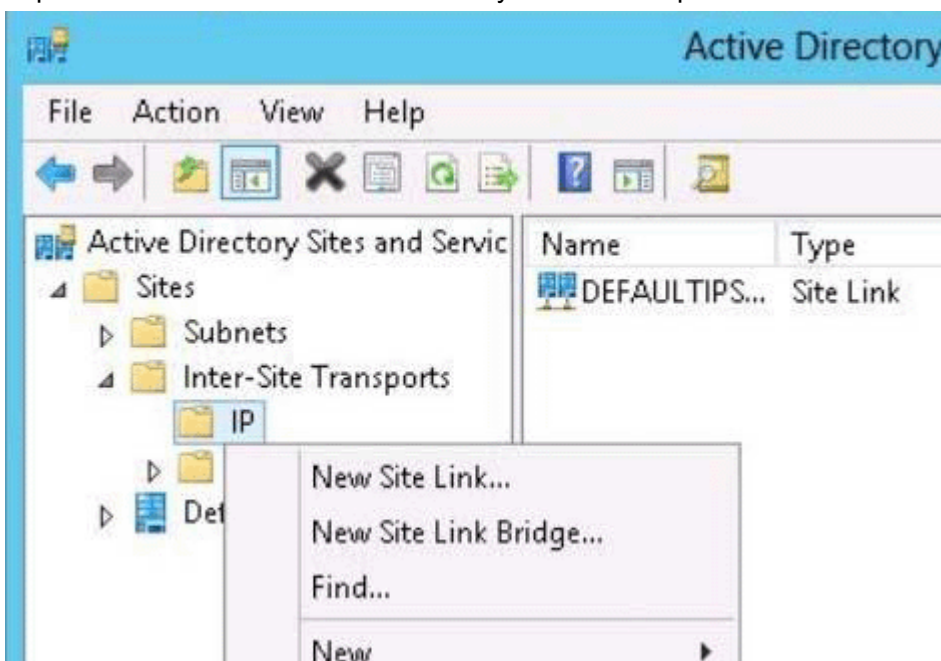 Active Directory
File Action View Help
Active Directory Sites and Servic
Name Type
Sites
DEFAULTIPS... Site Link
Subnets
Inter-Site Transports
IP
Def
New Site Link...
New Site Link Bridge...
Find...
New